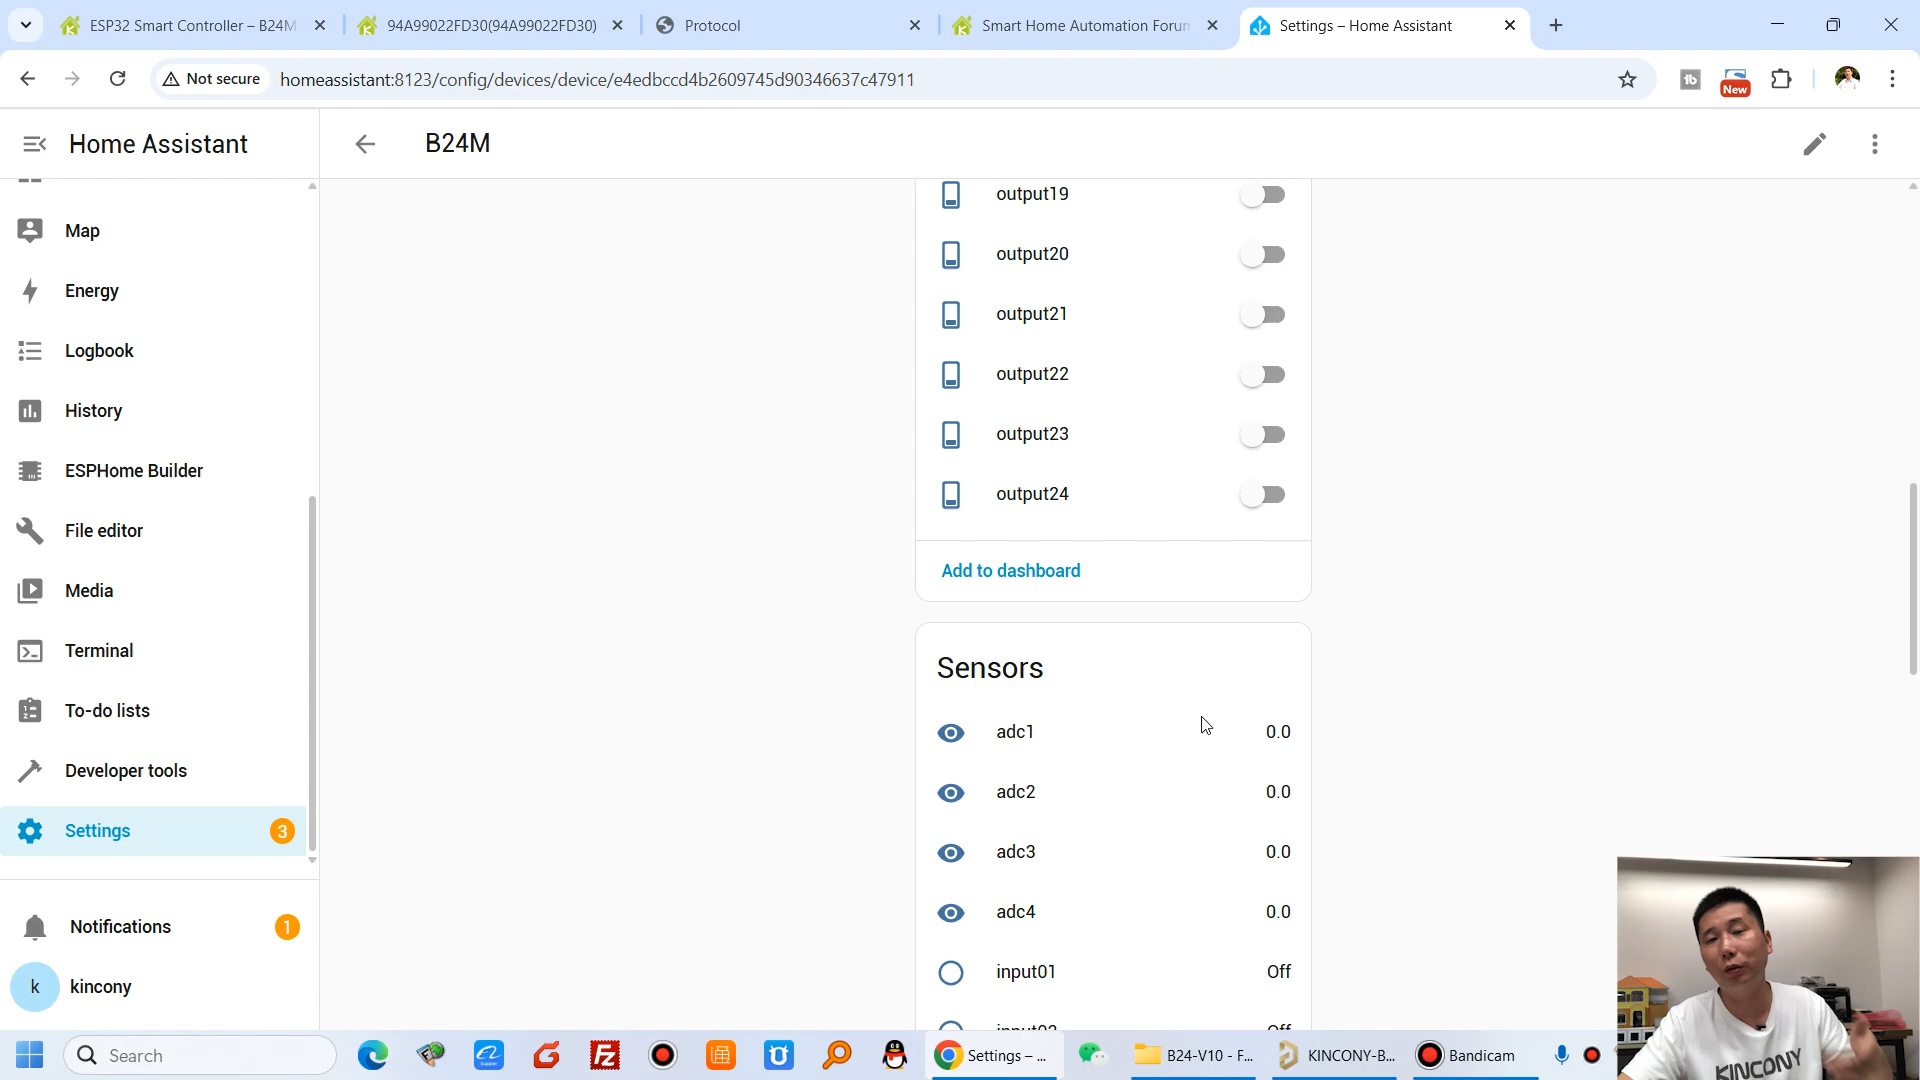 ESP32 Smart Controller – B24M
94A99022FD30(94A99022FD30)
Protocol
Smart Home Automation Forum
Settings – Home Assistant
Not secure
homeassistant:8123/config/devices/device/e4edbccd4b2609745d90346637c47911
New
Home Assistant
B24M
Map
Energy
Logbook
History
ESPHome Builder
File editor
Media
Terminal
To-do lists
Developer tools
Settings
3
Notifications
1
k
kincony
output19
output20
output21
output22
output23
output24
Add to dashboard
Sensors
adc1
0.0
adc2
0.0
adc3
0.0
adc4
0.0
input01
Off
input02
Off
Search
Settings – ...
B24-V10 - F...
KINCONY-B...
Bandicam
KINCONY